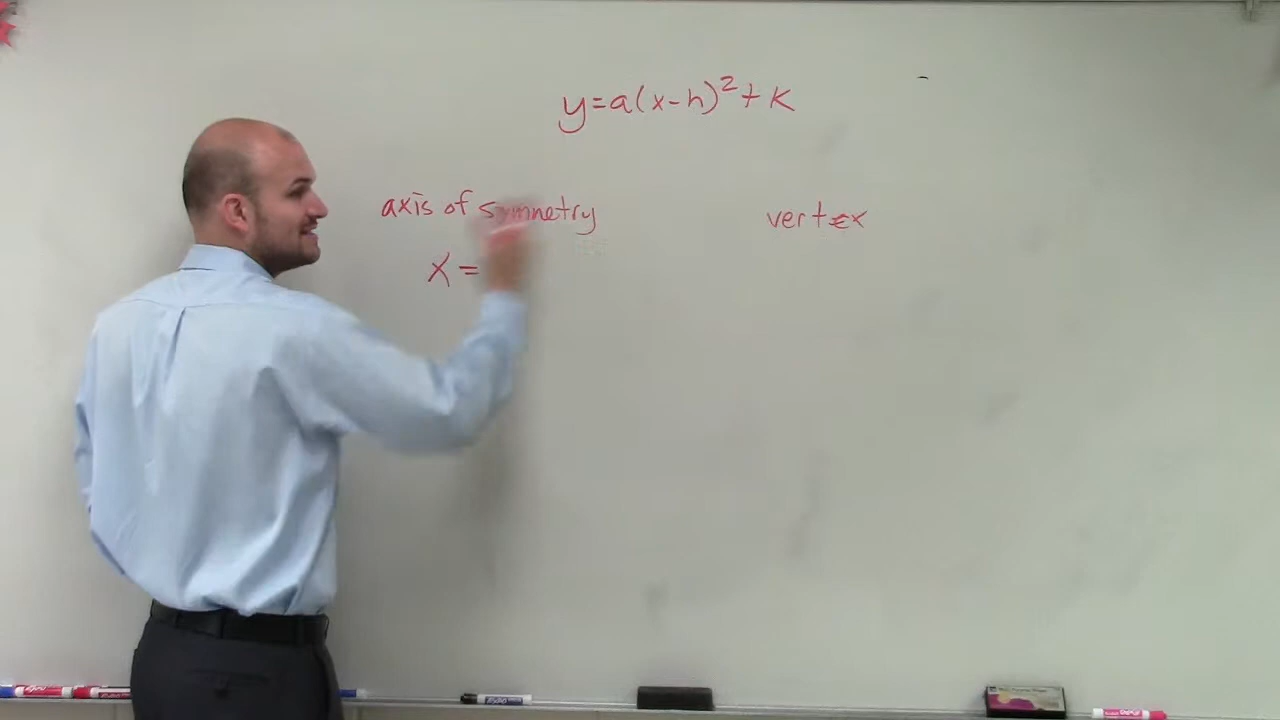 y=a(x-h)²+k
axis of symmetry
vertex
x=